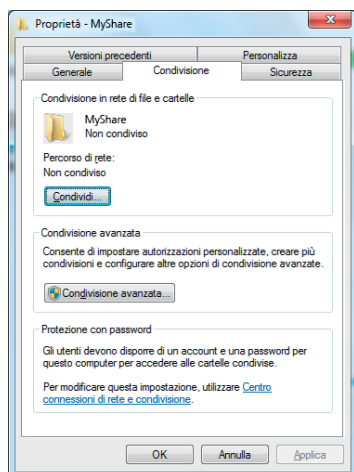 Proprietà - MyShare
Versioni precedenti Personalizza
Generale Condivisione Sicurezza
Condivisione in rete di file e cartelle
MyShare
Non condiviso
Percorso di rete:
Non condiviso
Condividi...
Condivisione avanzata
Consente di impostare autorizzazioni personalizzate, creare più
condivisioni e configurare altre opzioni di condivisione avanzate.
Condivisione avanzata...
Protezione con password
Gli utenti devono disporre di un account e una password per
questo computer per accedere alle cartelle condivise.
Per modificare questa impostazione, utilizzare Centro
connessioni di rete e condivisione.
OK Annulla Applica